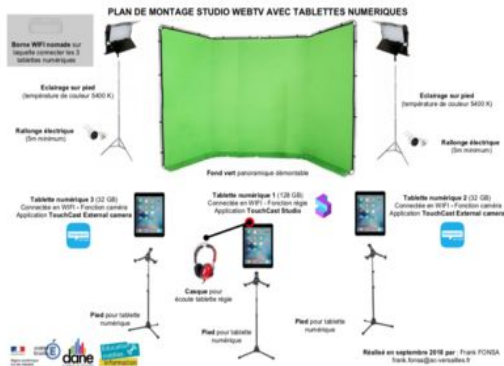 PLAN DE MONTAGE STUDIO WEBTV AVEC TABLETTES NUMERIQUES
Borne WIFI nomade sur
laquelle connecter les 3
tablettes numériques
Eclairage sur pied
(température de couleur 5400 K)
Rallonge électrique
(5m minimum)
Eclairage sur pied
(température de couleur 5400 K)
Rallonge électrique
(5m minimum)
Fond vert panoramique démontable
Tablette numérique 3 (32 GB)
Connectée en WIFI - Fonction caméra
Application TouchCast External camera
Tablette numérique 1 (128 GB)
Connectée en WIFI - Fonction régie
Application TouchCast Studio
Tablette numérique 2 (32 GB)
Connectée en WIFI - Fonction caméra
Application TouchCast External camera
Casque pour
écoute tablette régie
Pied pour tablette
numérique
Pied pour tablette
numérique
Pied pour tablette
numérique
dane
Réalisé en septembre 2018 par : Frank FONSA
frank.fonsa@ac-versailles.fr